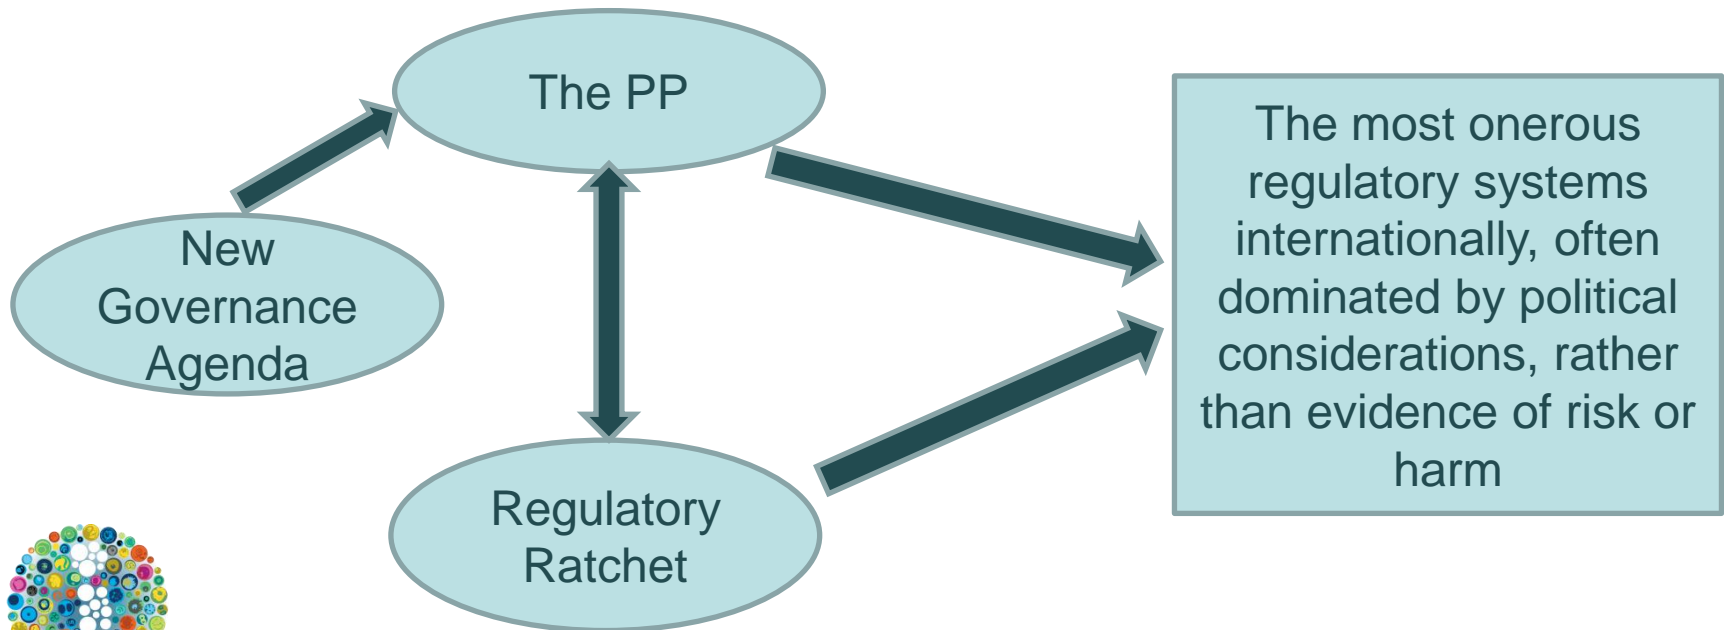 The PP
New
Governance
Agenda
Regulatory
Ratchet
The most onerous
regulatory systems
internationally, often
dominated by political
considerations, rather
than evidence of risk or
harm